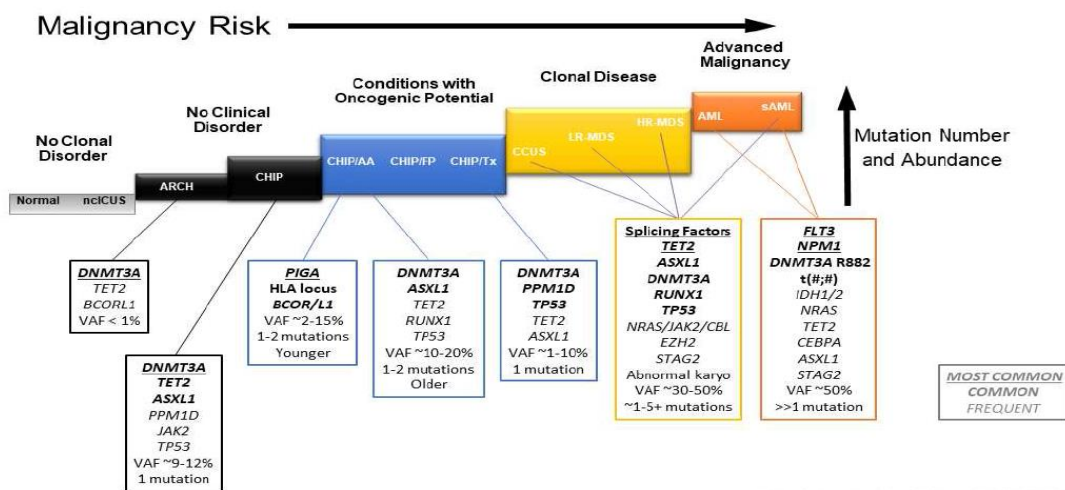 Malignancy Risk
Advanced
Malignancy
Clonal Disease
Conditions with
Oncogenic Potential
No Clinical
Disorder
No Clonal
Disorder
sAML
AML
HR-MDS
LR-MDS
CCUS
CHIP/AA CHIP/FP CHIP/Tx
CHIP
ARCH
Normal ncICUS
Mutation Number
and Abundance
DNMT3A
TET2
BCORL1
VAF < 1%
DNMT3A
TET2
ASXL1
PPM1D
JAK2
TP53
VAF ~9-12%
1 mutation
PIGA
HLA locus
BCOR/L1
VAF ~2-15%
1-2 mutations
Younger
DNMT3A
ASXL1
TET2
RUNX1
TP53
VAF ~10-20%
1-2 mutations
Older
DNMT3A
PPM1D
TP53
TET2
ASXL1
VAF ~1-10%
1 mutation
Splicing Factors
TET2
ASXL1
DNMT3A
RUNX1
TP53
NRAS/JAK2/CBL
EZH2
STAG2
Abnormal karyo
VAF ~30-50%
~1-5+ mutations
FLT3
NPM1
DNMT3A R882
t(#;#)
IDH1/2
NRAS
TET2
CEBPA
ASXL1
STAG2
VAF ~50%
>>1 mutation
MOST COMMON
COMMON
FREQUENT